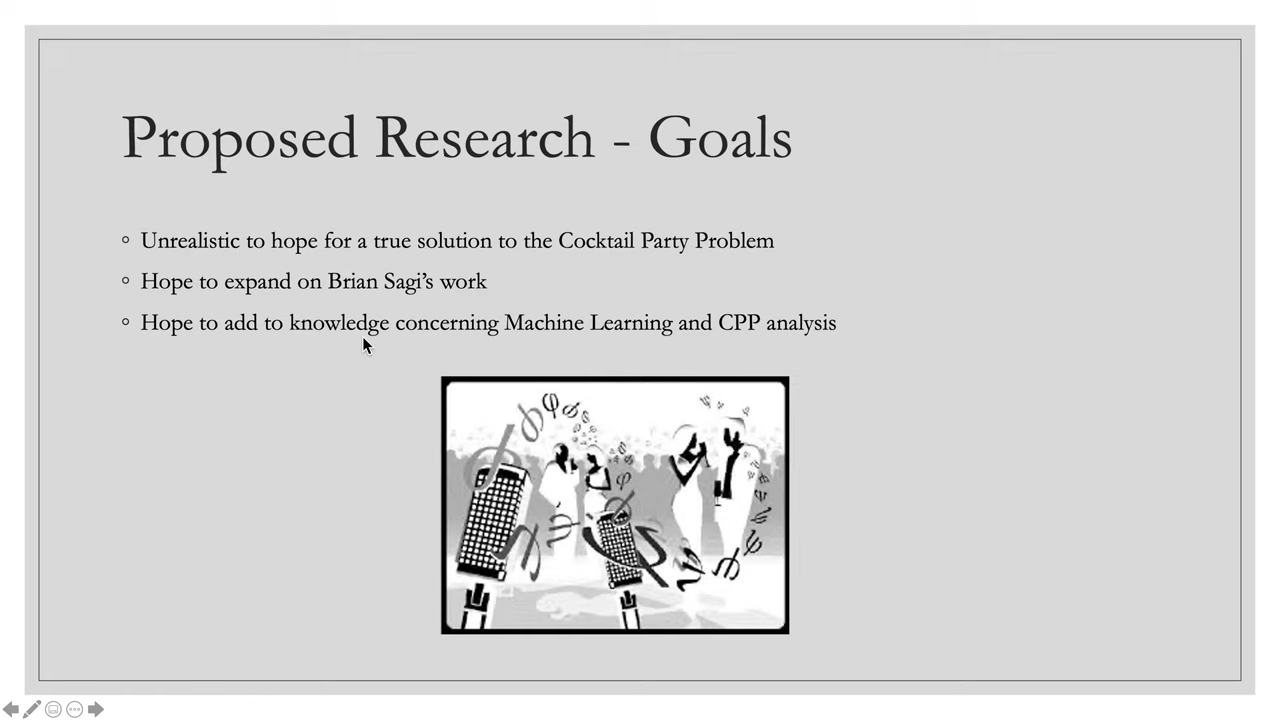 Proposed Research - Goals
Unrealistic to hope for a true solution to the Cocktail Party Problem
Hope to expand on Brian Sagi’s work
Hope to add to knowledge concerning Machine Learning and CPP analysis